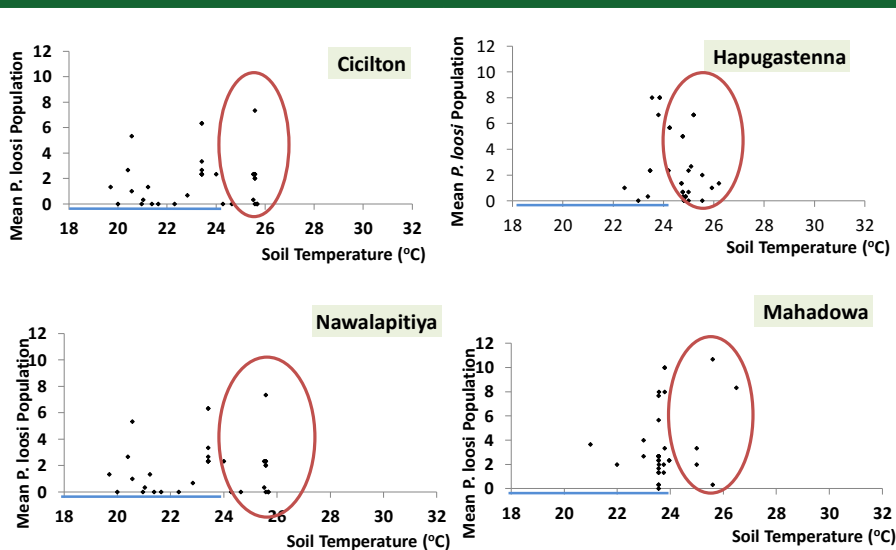 Cicilton
Mean P. loosi Population
12
10
8
6
4
2
0
18 20 22 24 26 28 30 32
Soil Temperature (°C)
Hapugastenna
Mean P. loosi Population
12
10
8
6
4
2
0
18 20 22 24 26 28 30 32
Soil Temperature (°C)
Nawalapitiya
Mean P. loosi Population
12
10
8
6
4
2
0
18 20 22 24 26 28 30 32
Soil Temperature (°C)
Mahadowa
Mean P. loosi Population
12
10
8
6
4
2
0
18 20 22 24 26 28 30 32
Soil Temperature (°C)